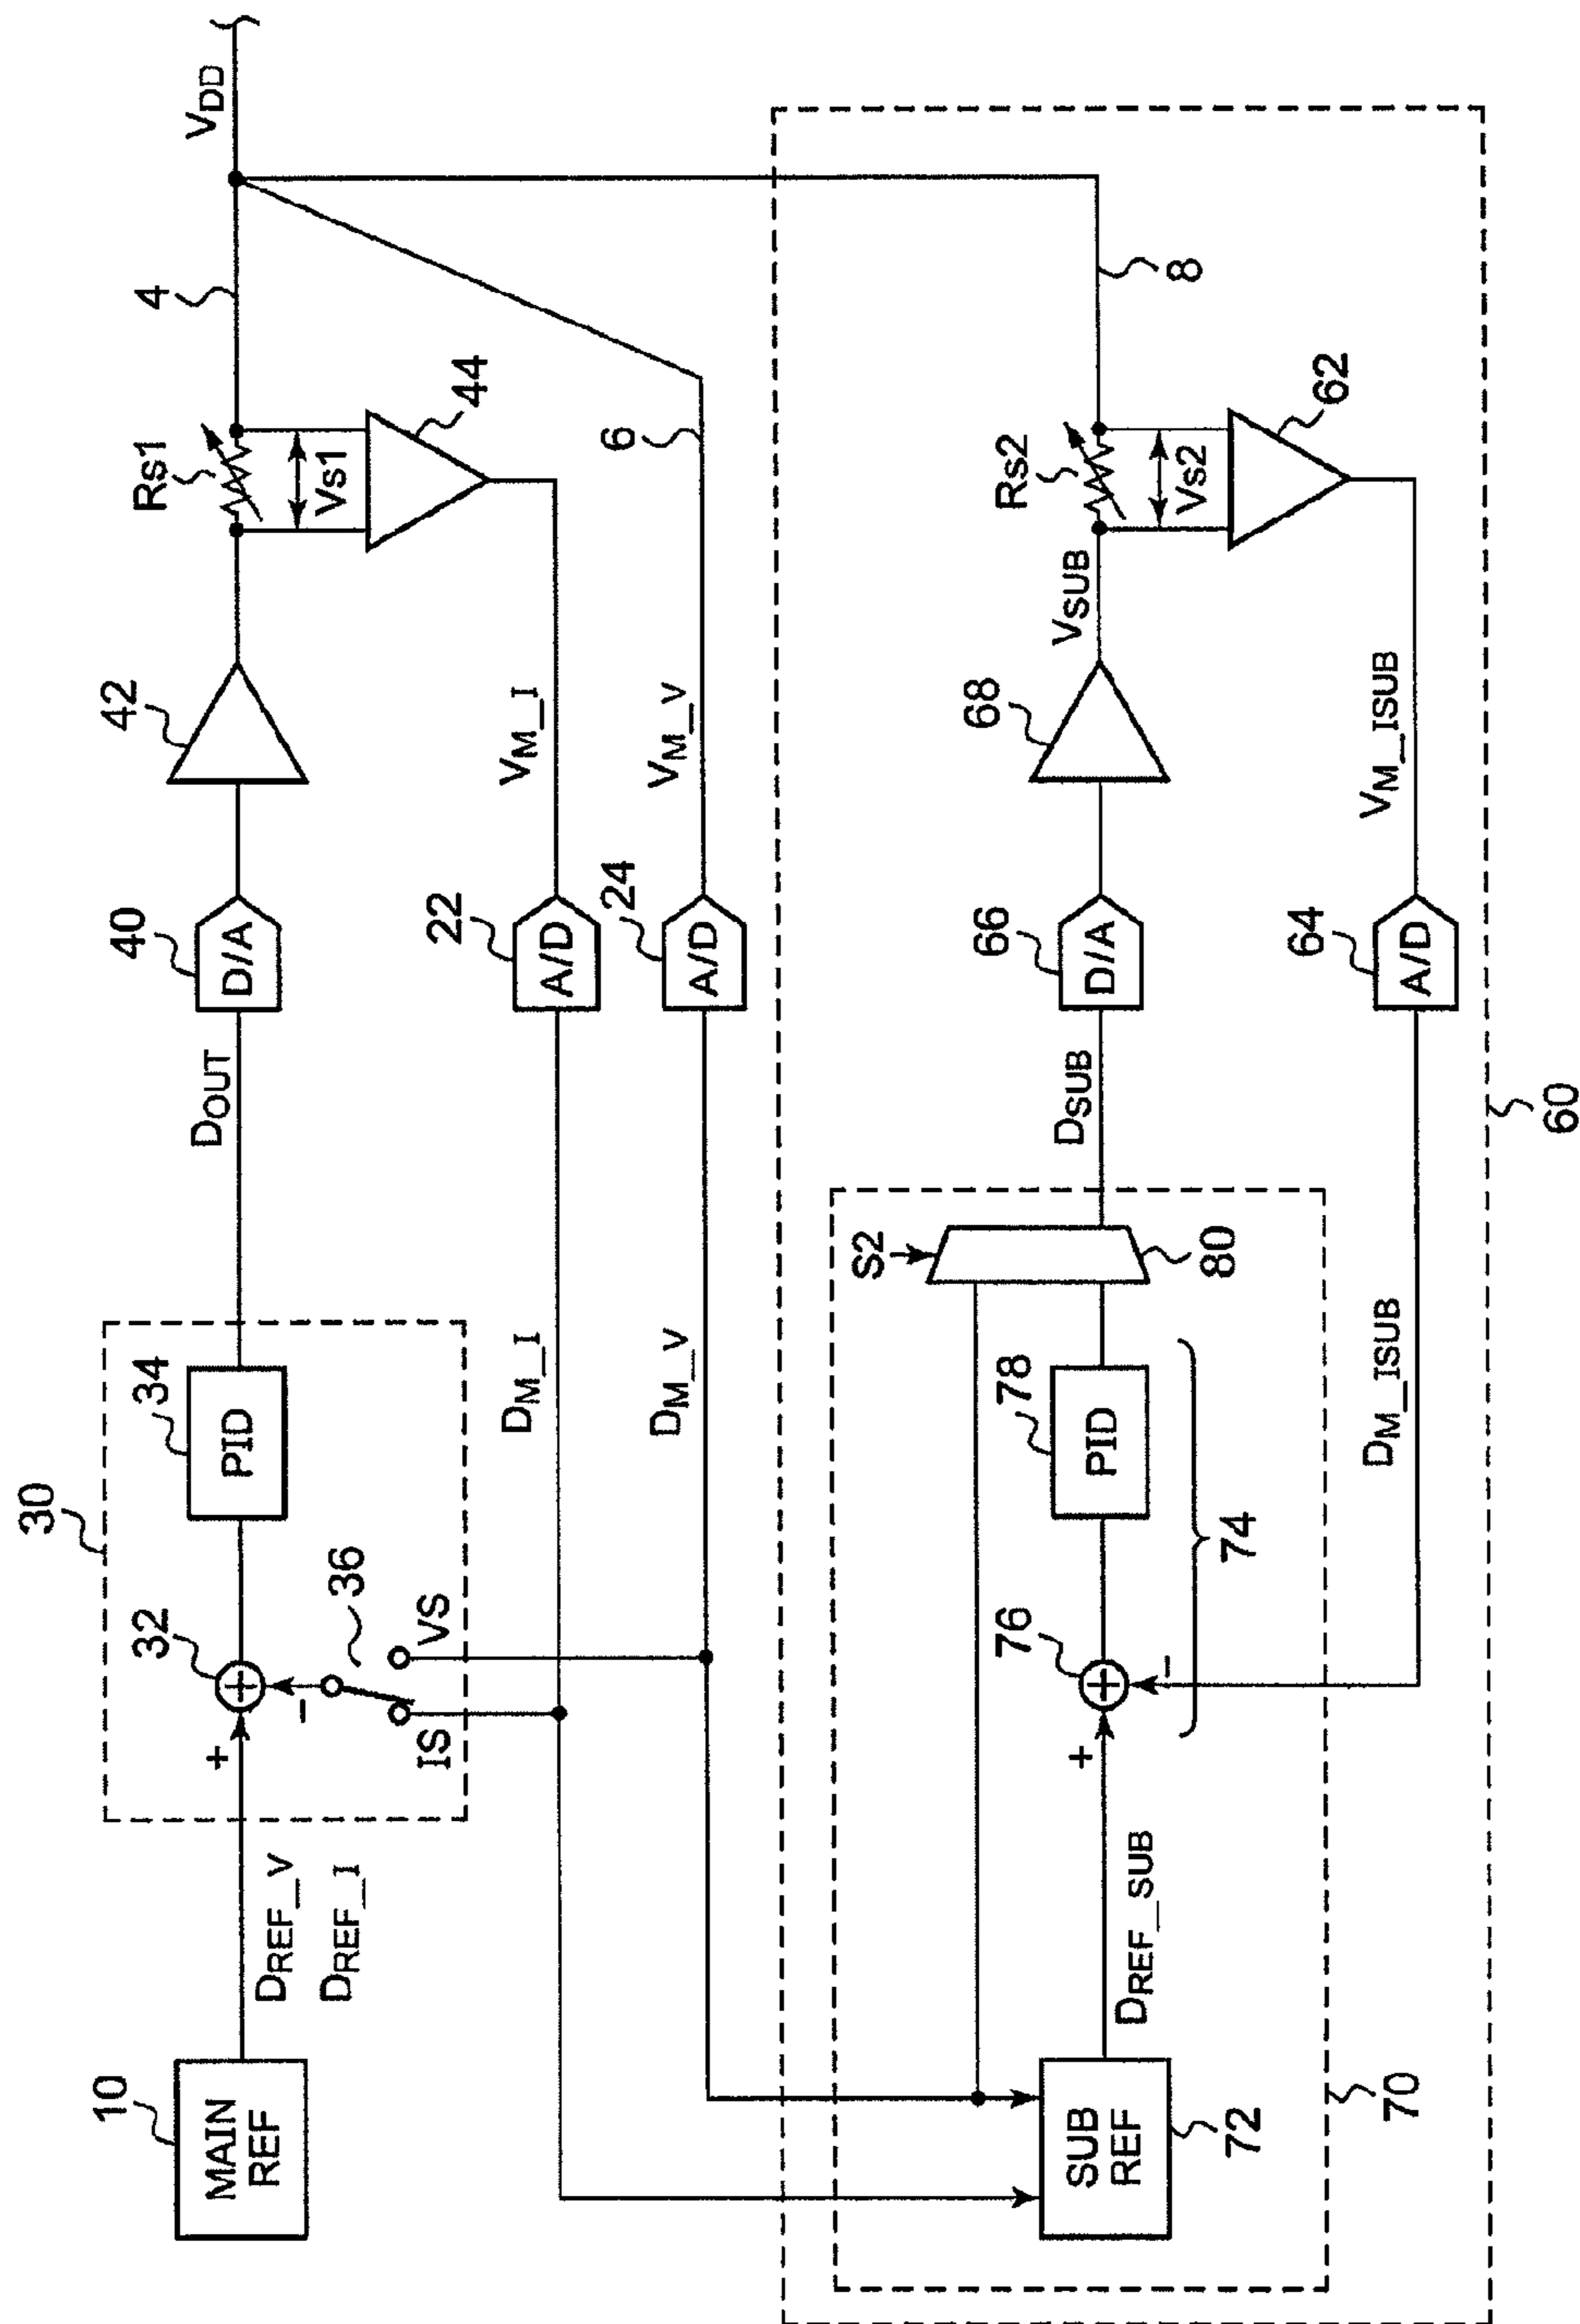 10
MAIN
REF
DREF_V
DREF_I
30
32
+
-
36
IS
VS
34
PID
DOUT
40
D/A
42
Rs1
Vs1
44
4
VDD
DM_I
22
A/D
VM_I
DM_V
24
A/D
VM_V
6
SUB
REF
72
DREF_SUB
70
+
-
76
74
78
PID
S2
80
DSUB
66
D/A
68
VSUB
Rs2
Vs2
62
8
DM_ISUB
64
A/D
VM_ISUB
60